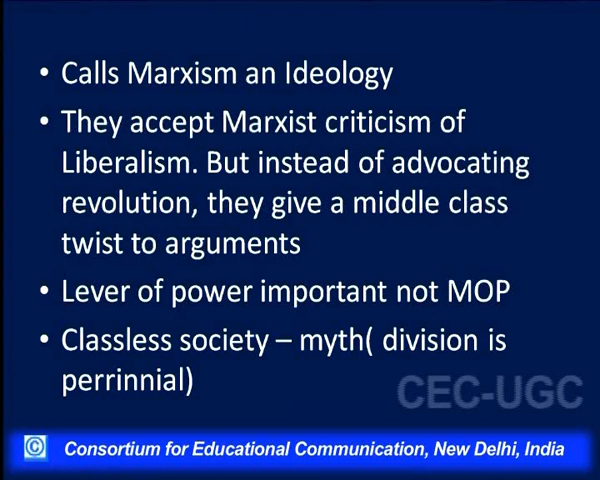 • Calls Marxism an Ideology
• They accept Marxist criticism of
Liberalism. But instead of advocating
revolution, they give a middle class
twist to arguments
• Lever of power important not MOP
• Classless society – myth( division is
perrinnial)
CEC-UGC
© Consortium for Educational Communication, New Delhi, India